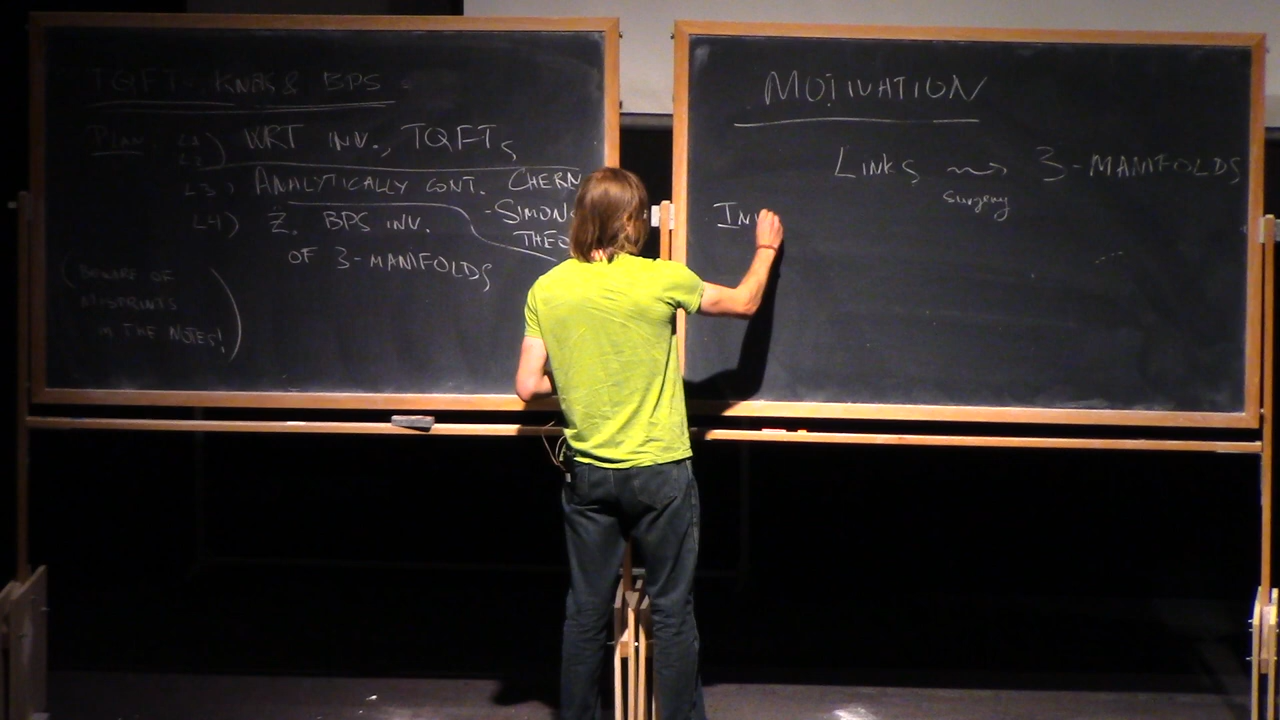 TQFT, KNOTS & BPS
PLAN: L1) WRT INV., TQFTs
L2)
L3) ANALYTICALLY CONT. CHERN
-SIMONS
THEO
L4) Ẑ, BPS INV.
OF 3-MANIFOLDS
(BEWARE OF
MISPRINTS
IN THE NOTES!)
MOTIVATION
LINKS ⇝ 3-MANIFOLDS
surgery
INV